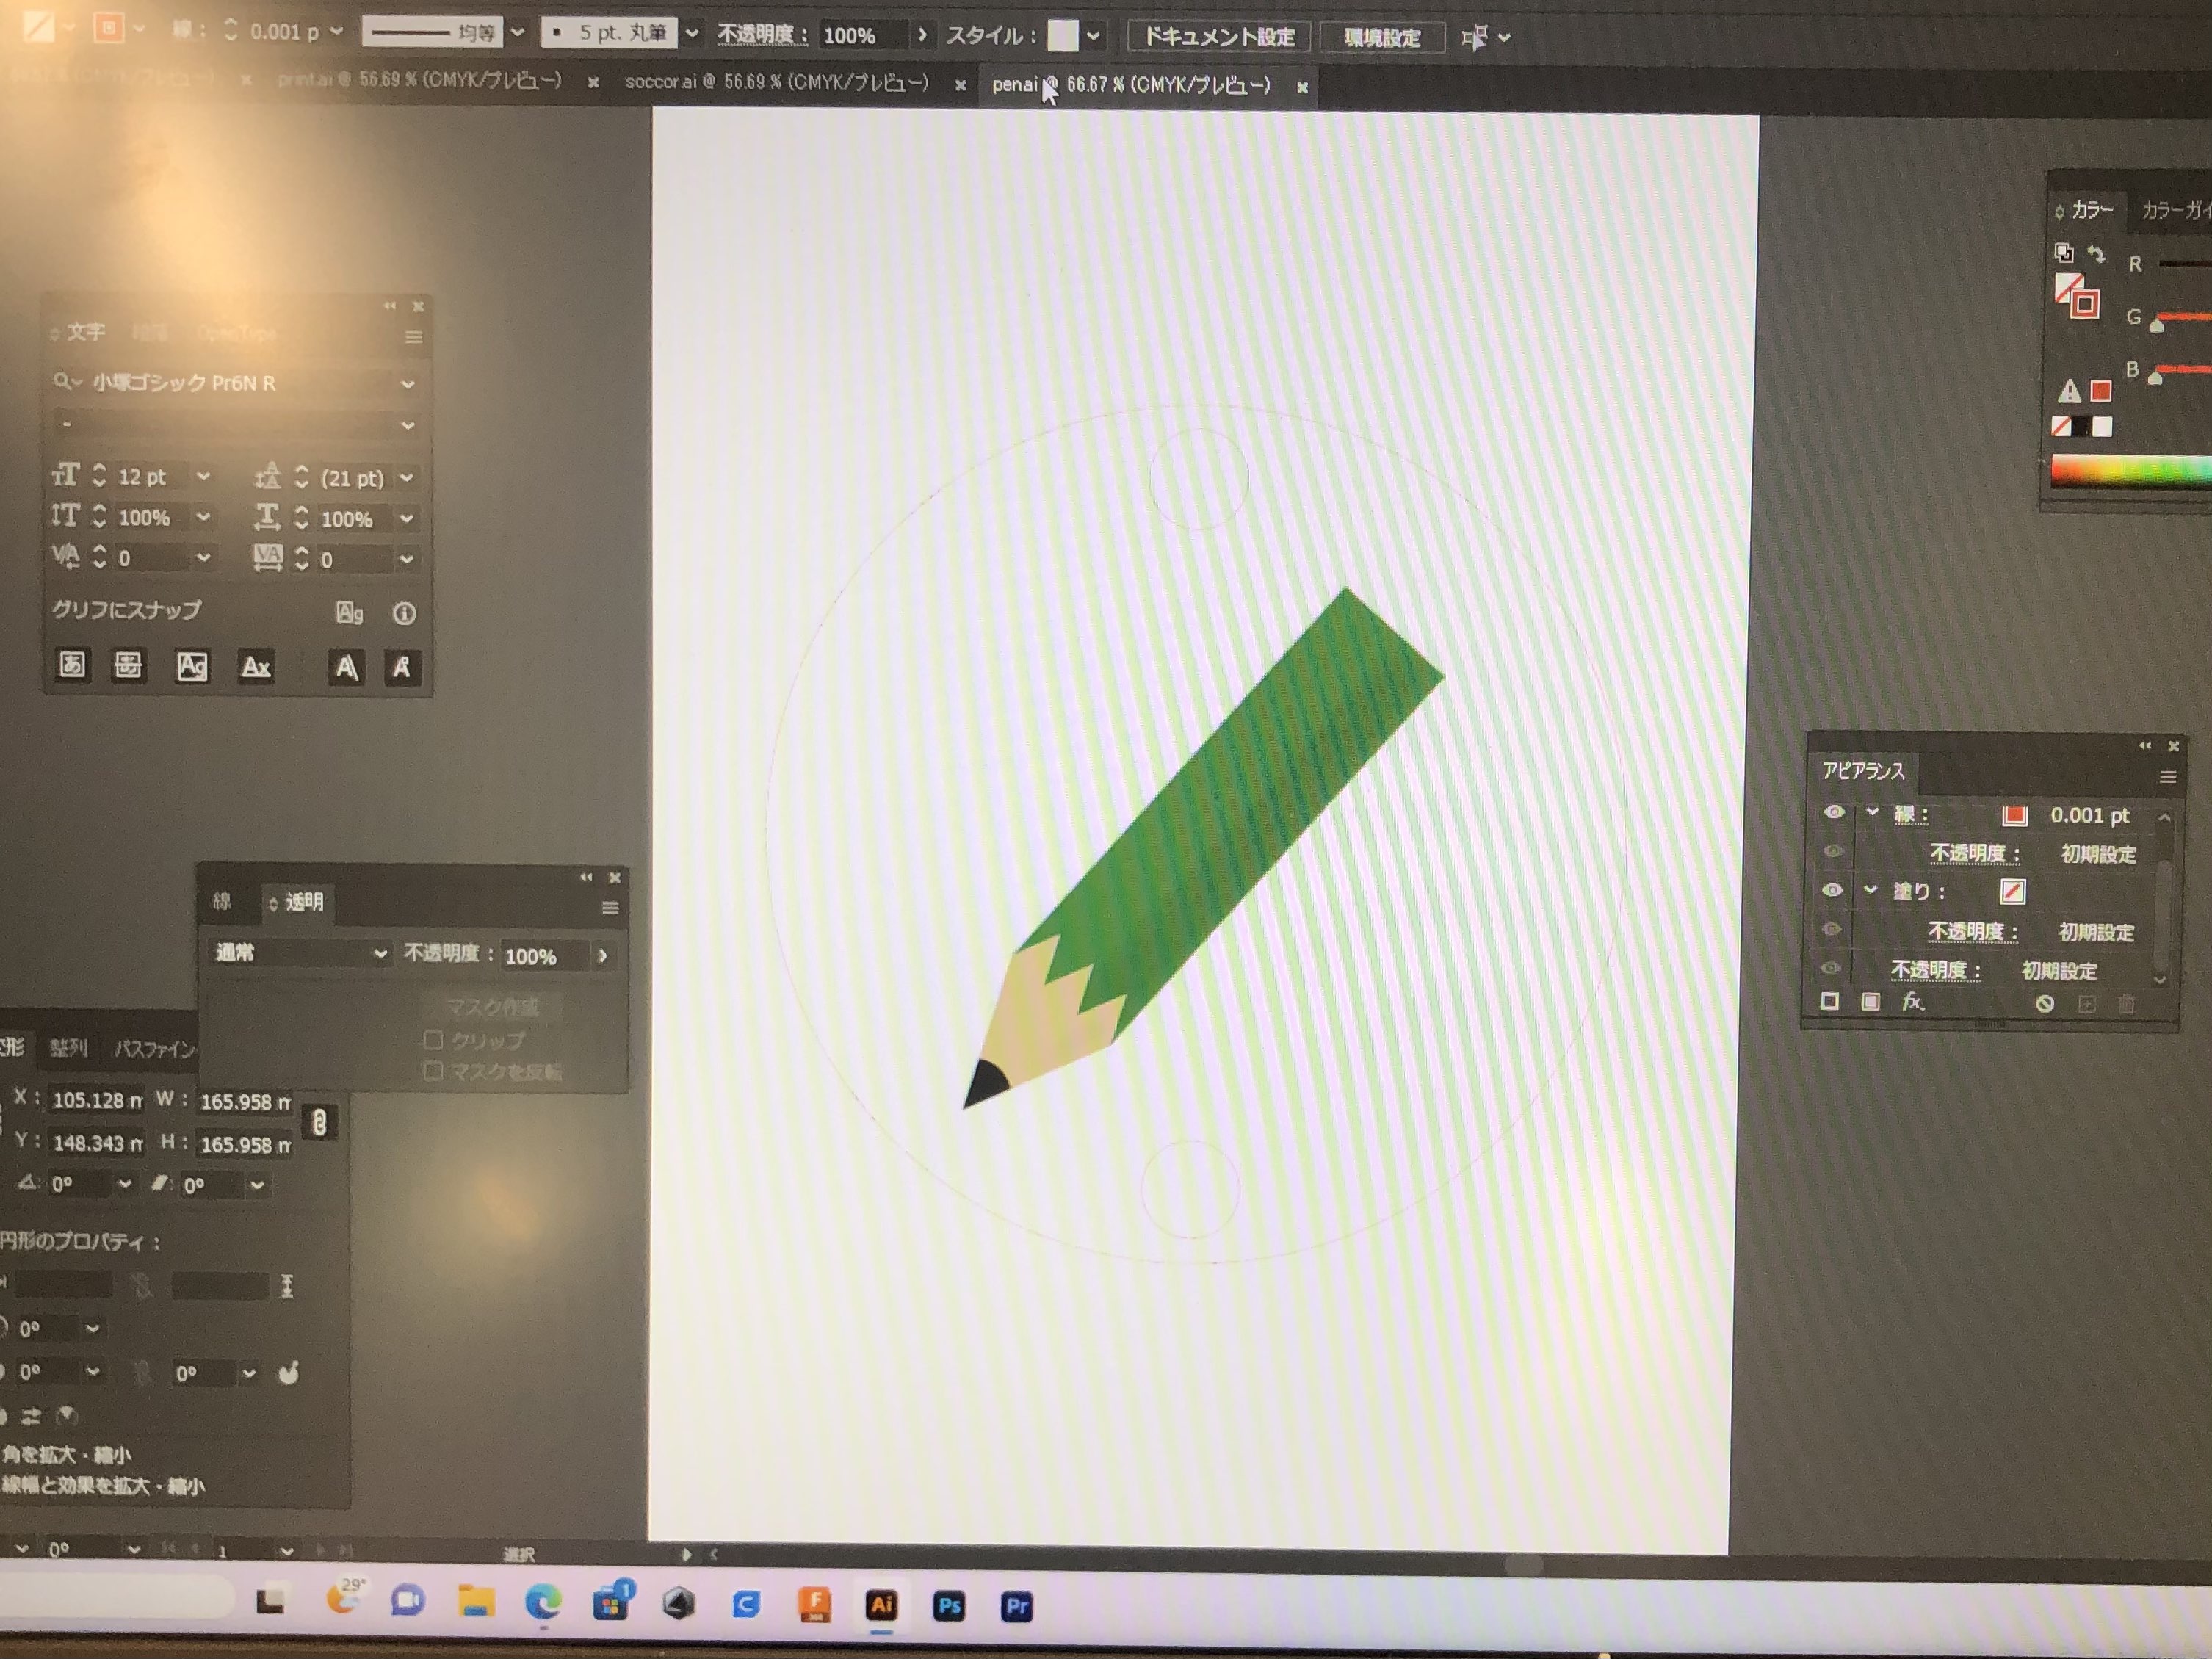 線： 0.001 p 均等 5 pt. 丸筆 不透明度： 100% スタイル： ドキュメント設定 環境設定
print.ai @ 56.69 % (CMYK/プレビュー) soccor.ai @ 56.69 % (CMYK/プレビュー) penai @ 66.67 % (CMYK/プレビュー)
文字 段落 OpenType
小塚ゴシック Pr6N R
-
12 pt (21 pt)
100% 100%
0 0
グリフにスナップ
線 透明
通常 不透明度： 100%
マスク作成
クリップ
マスクを反転
変形 整列 パスファイン
X： 105.128 m W： 165.958 m
Y： 148.343 m H： 165.958 m
0° 0°
円形のプロパティ：
0°
0° 0°
角を拡大・縮小
線幅と効果を拡大・縮小
0° 1 選択
カラー カラーガイ
R
G
B
アピアランス
線： 0.001 pt
不透明度： 初期設定
塗り：
不透明度： 初期設定
不透明度： 初期設定
fx.
29° 1 F 360 Ai Ps Pr